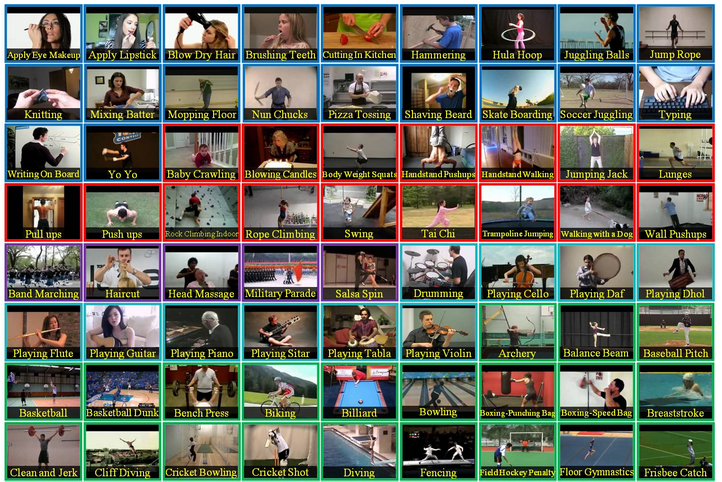 Apply Eye Makeup
Apply Lipstick
Blow Dry Hair
Brushing Teeth
Cutting In Kitchen
Hammering
Hula Hoop
Juggling Balls
Jump Rope
Knitting
Mixing Batter
Mopping Floor
Nun Chucks
Pizza Tossing
Shaving Beard
Skate Boarding
Soccer Juggling
Typing
Writing On Board
Yo Yo
Baby Crawling
Blowing Candles
Body Weight Squats
Handstand Pushups
Handstand Walking
Jumping Jack
Lunges
Pull ups
Push ups
Rock Climbing Indoor
Rope Climbing
Swing
Tai Chi
Trampoline Jumping
Walking with a Dog
Wall Pushups
Band Marching
Haircut
Head Massage
Military Parade
Salsa Spin
Drumming
Playing Cello
Playing Daf
Playing Dhol
Playing Flute
Playing Guitar
Playing Piano
Playing Sitar
Playing Tabla
Playing Violin
Archery
Balance Beam
Baseball Pitch
Basketball
Basketball Dunk
Bench Press
Biking
Billiard
Bowling
Boxing-Punching Bag
Boxing-Speed Bag
Breaststroke
Clean and Jerk
Cliff Diving
Cricket Bowling
Cricket Shot
Diving
Fencing
Field Hockey Penalty
Floor Gymnastics
Frisbee Catch